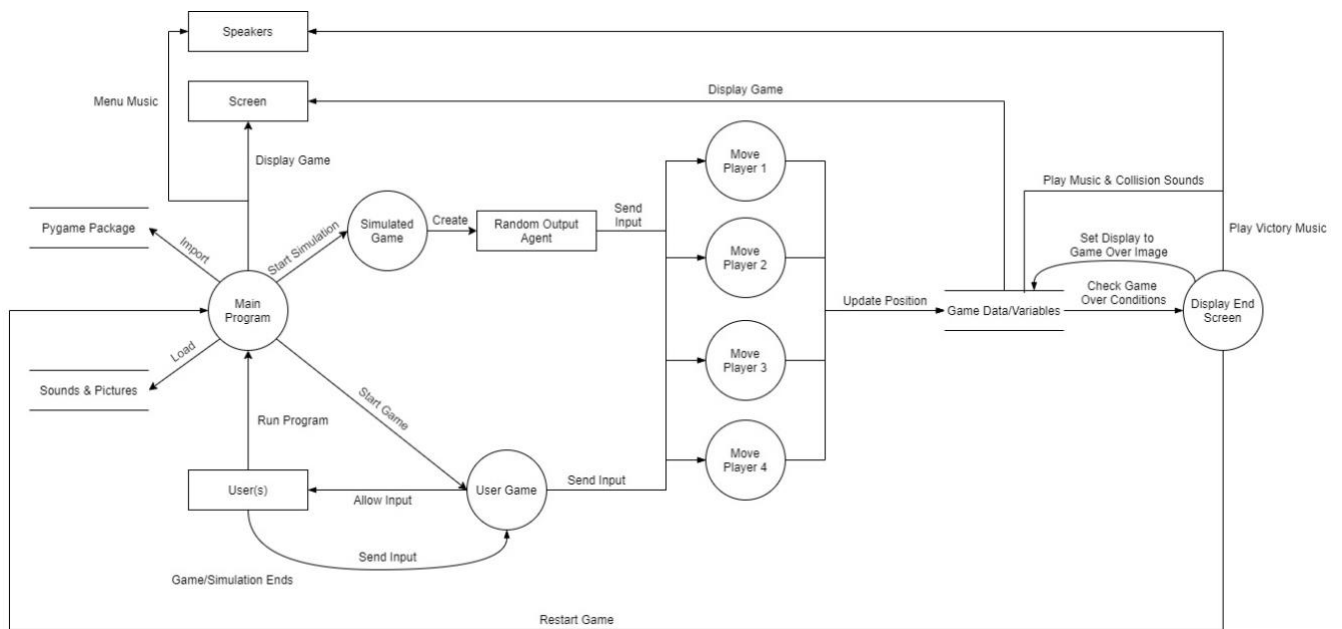 Speakers
Menu Music
Screen
Display Game
Display Game
Move
Player 1
Play Music & Collision Sounds
Pygame Package
Import
Start Simulation
Simulated
Game
Create
Random Output
Agent
Send
Input
Move
Player 2
Set Display to
Game Over Image
Play Victory Music
Main
Program
Update Position
Game Data/Variables
Check Game
Over Conditions
Display End
Screen
Load
Sounds & Pictures
Start Game
Move
Player 3
Run Program
Move
Player 4
User(s)
Allow Input
User Game
Send Input
Send Input
Game/Simulation Ends
Restart Game